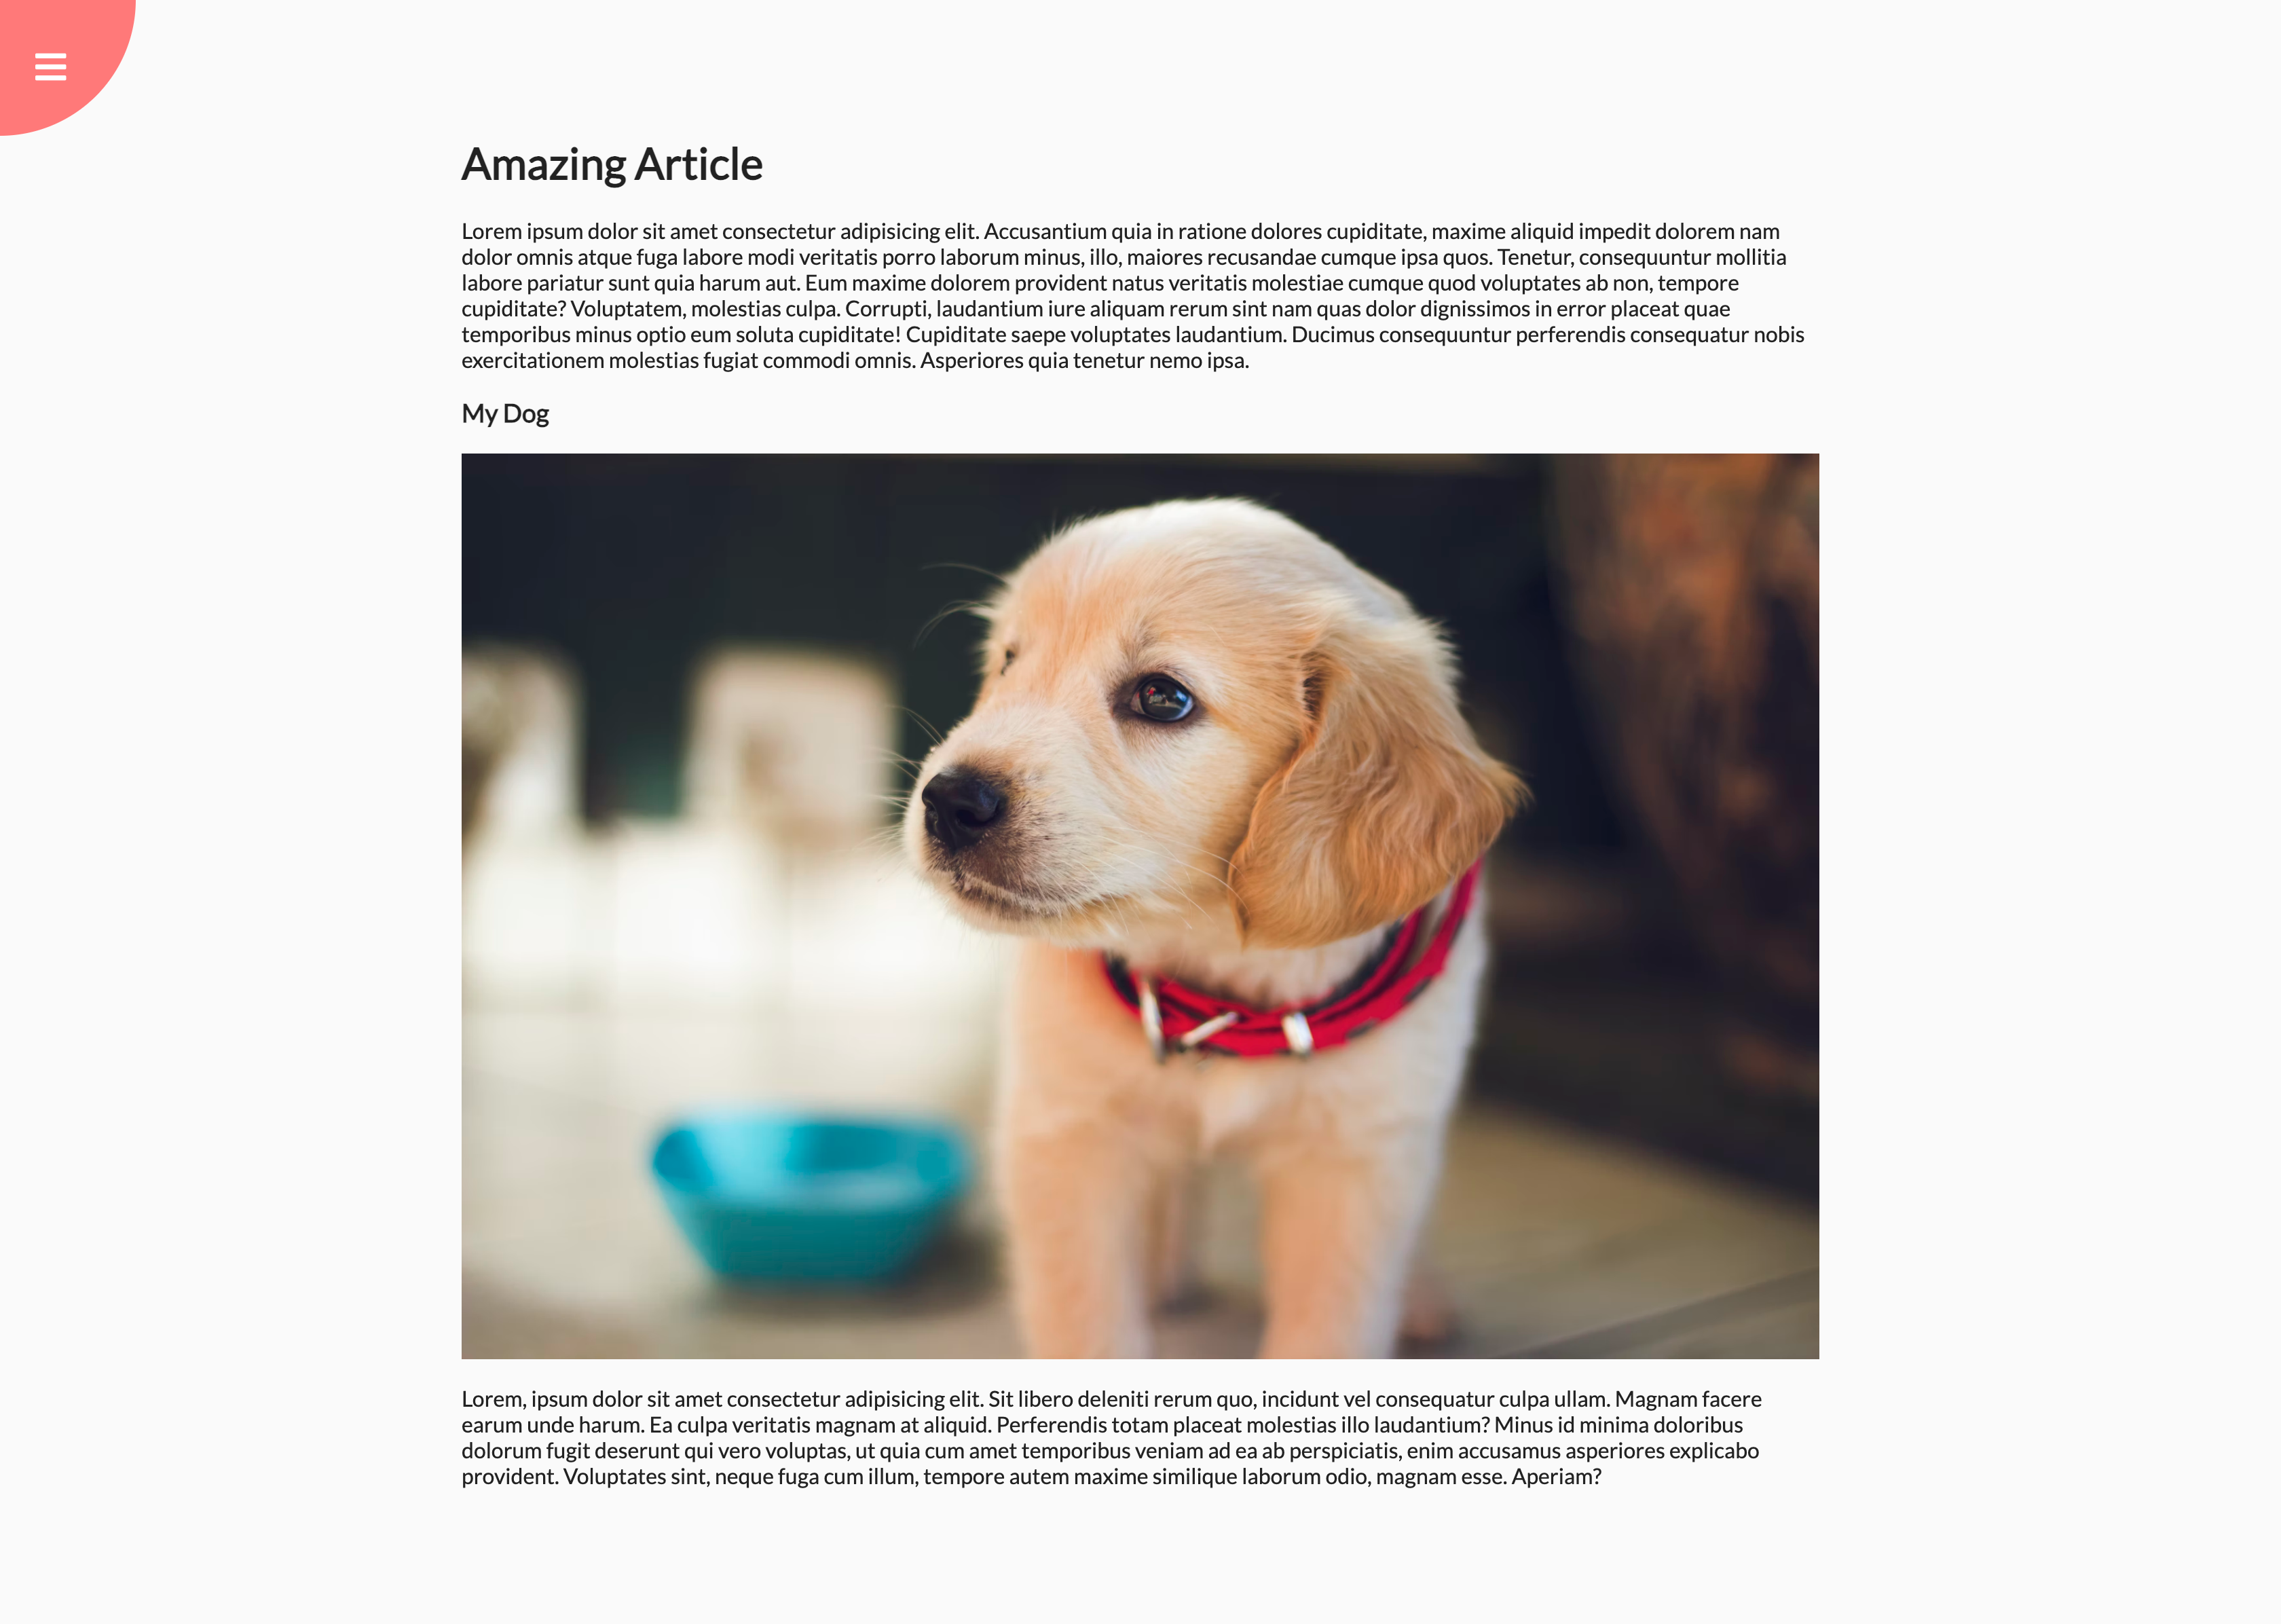 Amazing Article
Lorem ipsum dolor sit amet consectetur adipisicing elit. Accusantium quia in ratione dolores cupiditate, maxime aliquid impedit dolorem nam
dolor omnis atque fuga labore modi veritatis porro laborum minus, illo, maiores recusandae cumque ipsa quos. Tenetur, consequuntur mollitia
labore pariatur sunt quia harum aut. Eum maxime dolorem provident natus veritatis molestiae cumque quod voluptates ab non, tempore
cupiditate? Voluptatem, molestias culpa. Corrupti, laudantium iure aliquam rerum sint nam quas dolor dignissimos in error placeat quae
temporibus minus optio eum soluta cupiditate! Cupiditate saepe voluptates laudantium. Ducimus consequuntur perferendis consequatur nobis
exercitationem molestias fugiat commodi omnis. Asperiores quia tenetur nemo ipsa.
My Dog
Lorem, ipsum dolor sit amet consectetur adipisicing elit. Sit libero deleniti rerum quo, incidunt vel consequatur culpa ullam. Magnam facere
earum unde harum. Ea culpa veritatis magnam at aliquid. Perferendis totam placeat molestias illo laudantium? Minus id minima doloribus
dolorum fugit deserunt qui vero voluptas, ut quia cum amet temporibus veniam ad ea ab perspiciatis, enim accusamus asperiores explicabo
provident. Voluptates sint, neque fuga cum illum, tempore autem maxime similique laborum odio, magnam esse. Aperiam?